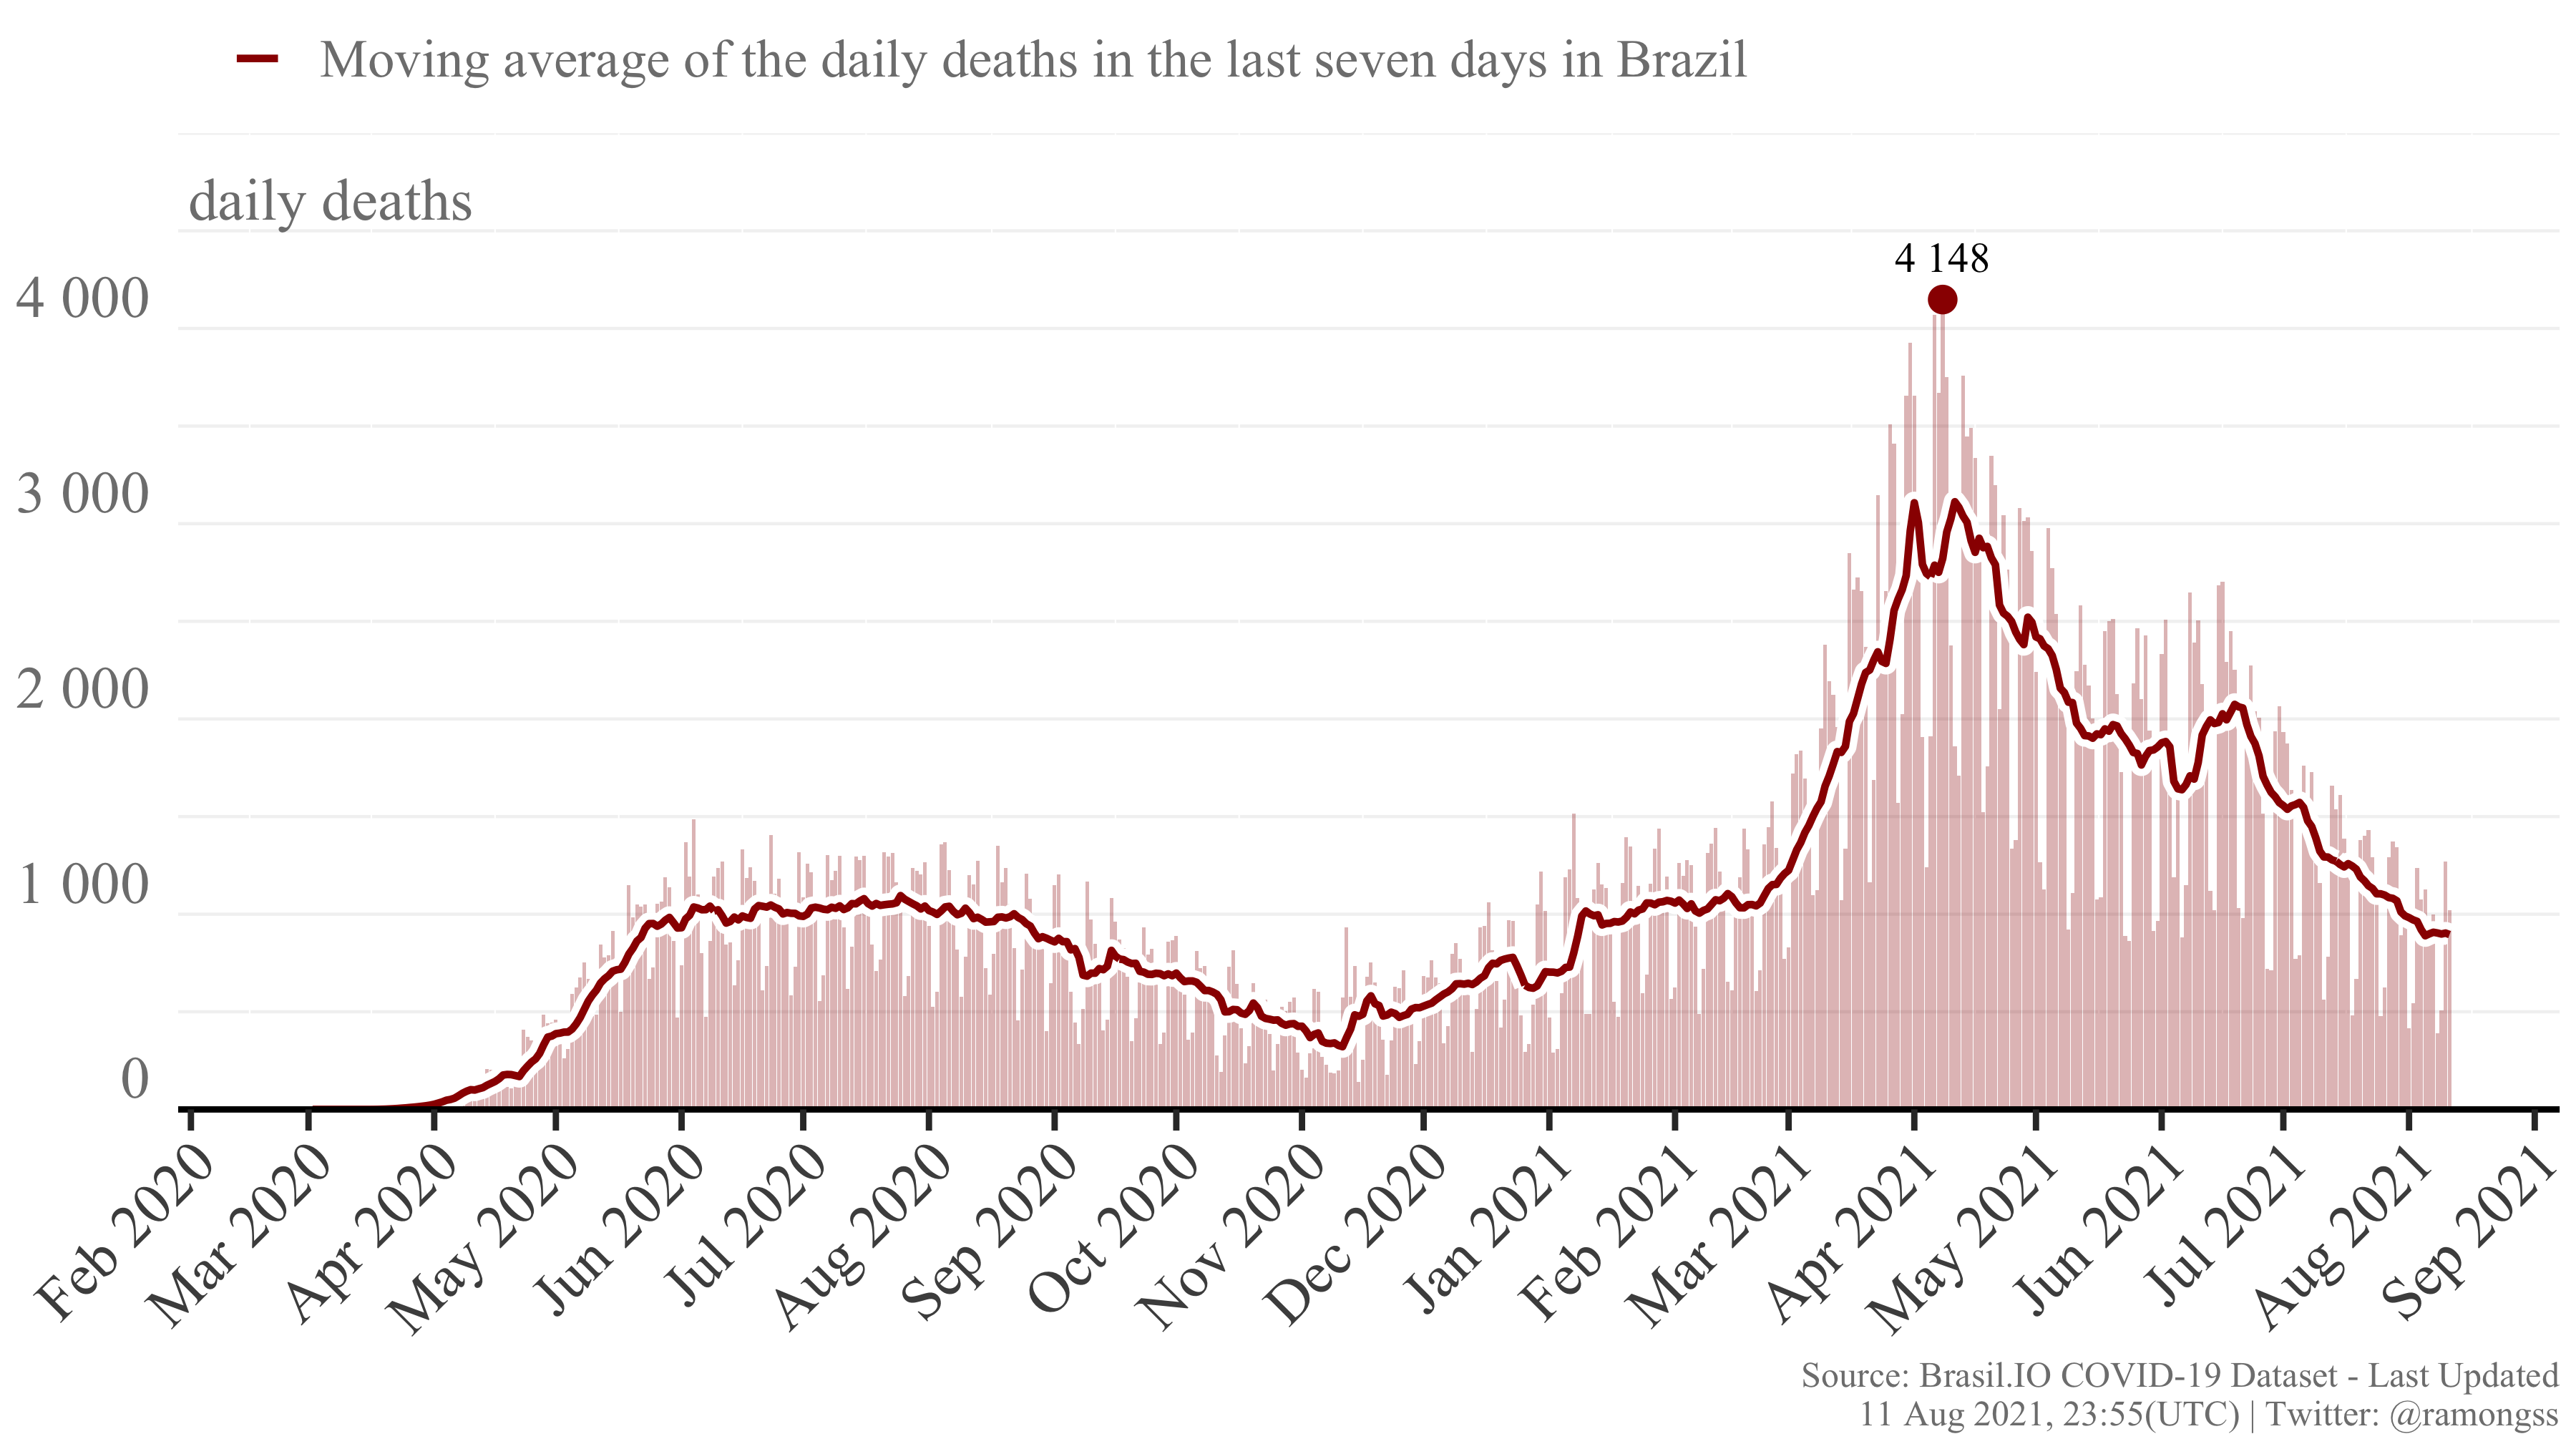 Moving average of the daily deaths in the last seven days in Brazil
daily deaths
4 148
4 000
3 000
2 000
1 000
0
Feb 2020
Mar 2020
Apr 2020
May 2020
Jun 2020
Jul 2020
Aug 2020
Sep 2020
Oct 2020
Nov 2020
Dec 2020
Jan 2021
Feb 2021
Mar 2021
Apr 2021
May 2021
Jun 2021
Jul 2021
Aug 2021
Sep 2021
Source: Brasil.IO COVID-19 Dataset - Last Updated
11 Aug 2021, 23:55(UTC) | Twitter: @ramongss